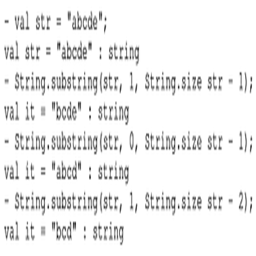 - val str = "abcde";
val str = "abcde" : string
- String.substring(str, 1, String.size str - 1);
val it = "bcde" : string
- String.substring(str, 0, String.size str - 1);
val it = "abcd" : string
- String.substring(str, 1, String.size str - 2);
val it = "bcd" : string